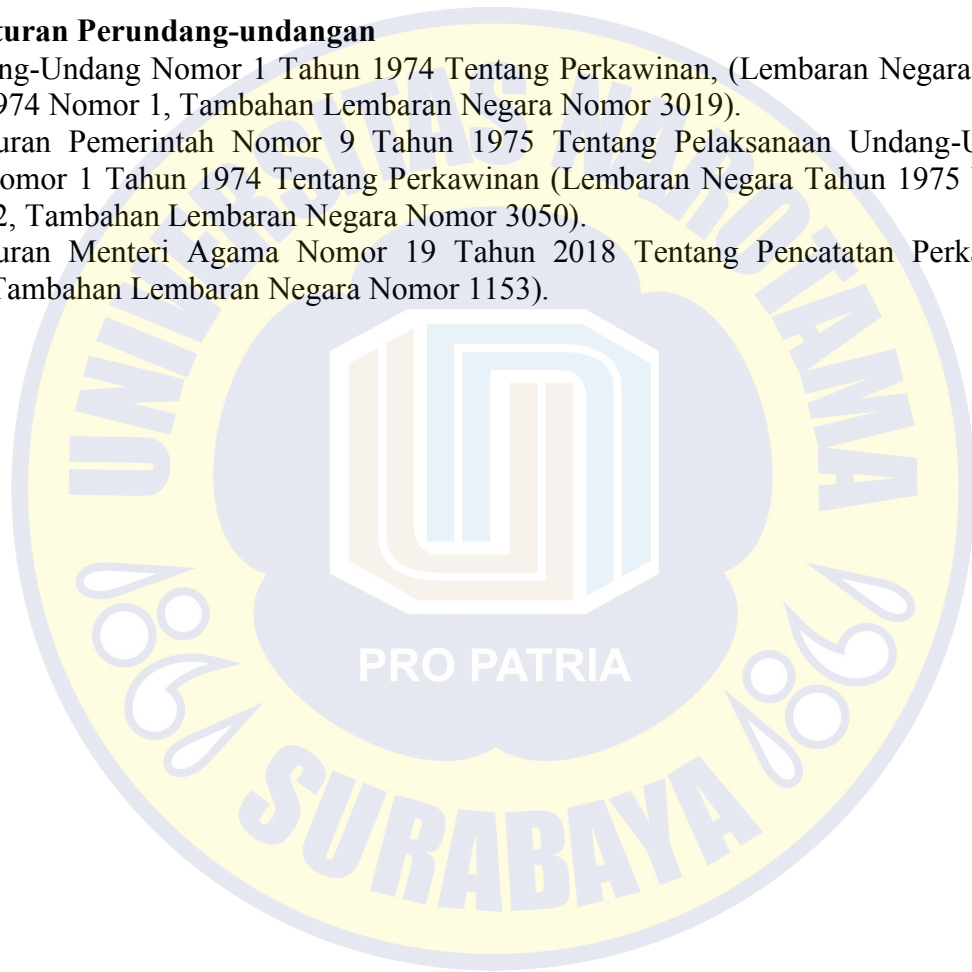 turan Perundang-undangan
ng-Undang Nomor 1 Tahun 1974 Tentang Perkawinan, (Lembaran Negara
974 Nomor 1, Tambahan Lembaran Negara Nomor 3019).
uran Pemerintah Nomor 9 Tahun 1975 Tentang Pelaksanaan Undang-U
omor 1 Tahun 1974 Tentang Perkawinan (Lembaran Negara Tahun 1975
2, Tambahan Lembaran Negara Nomor 3050).
uran Menteri Agama Nomor 19 Tahun 2018 Tentang Pencatatan Perka
Tambahan Lembaran Negara Nomor 1153).
UNIVERSITAS NAROTAMA
PRO PATRIA
SURABAYA